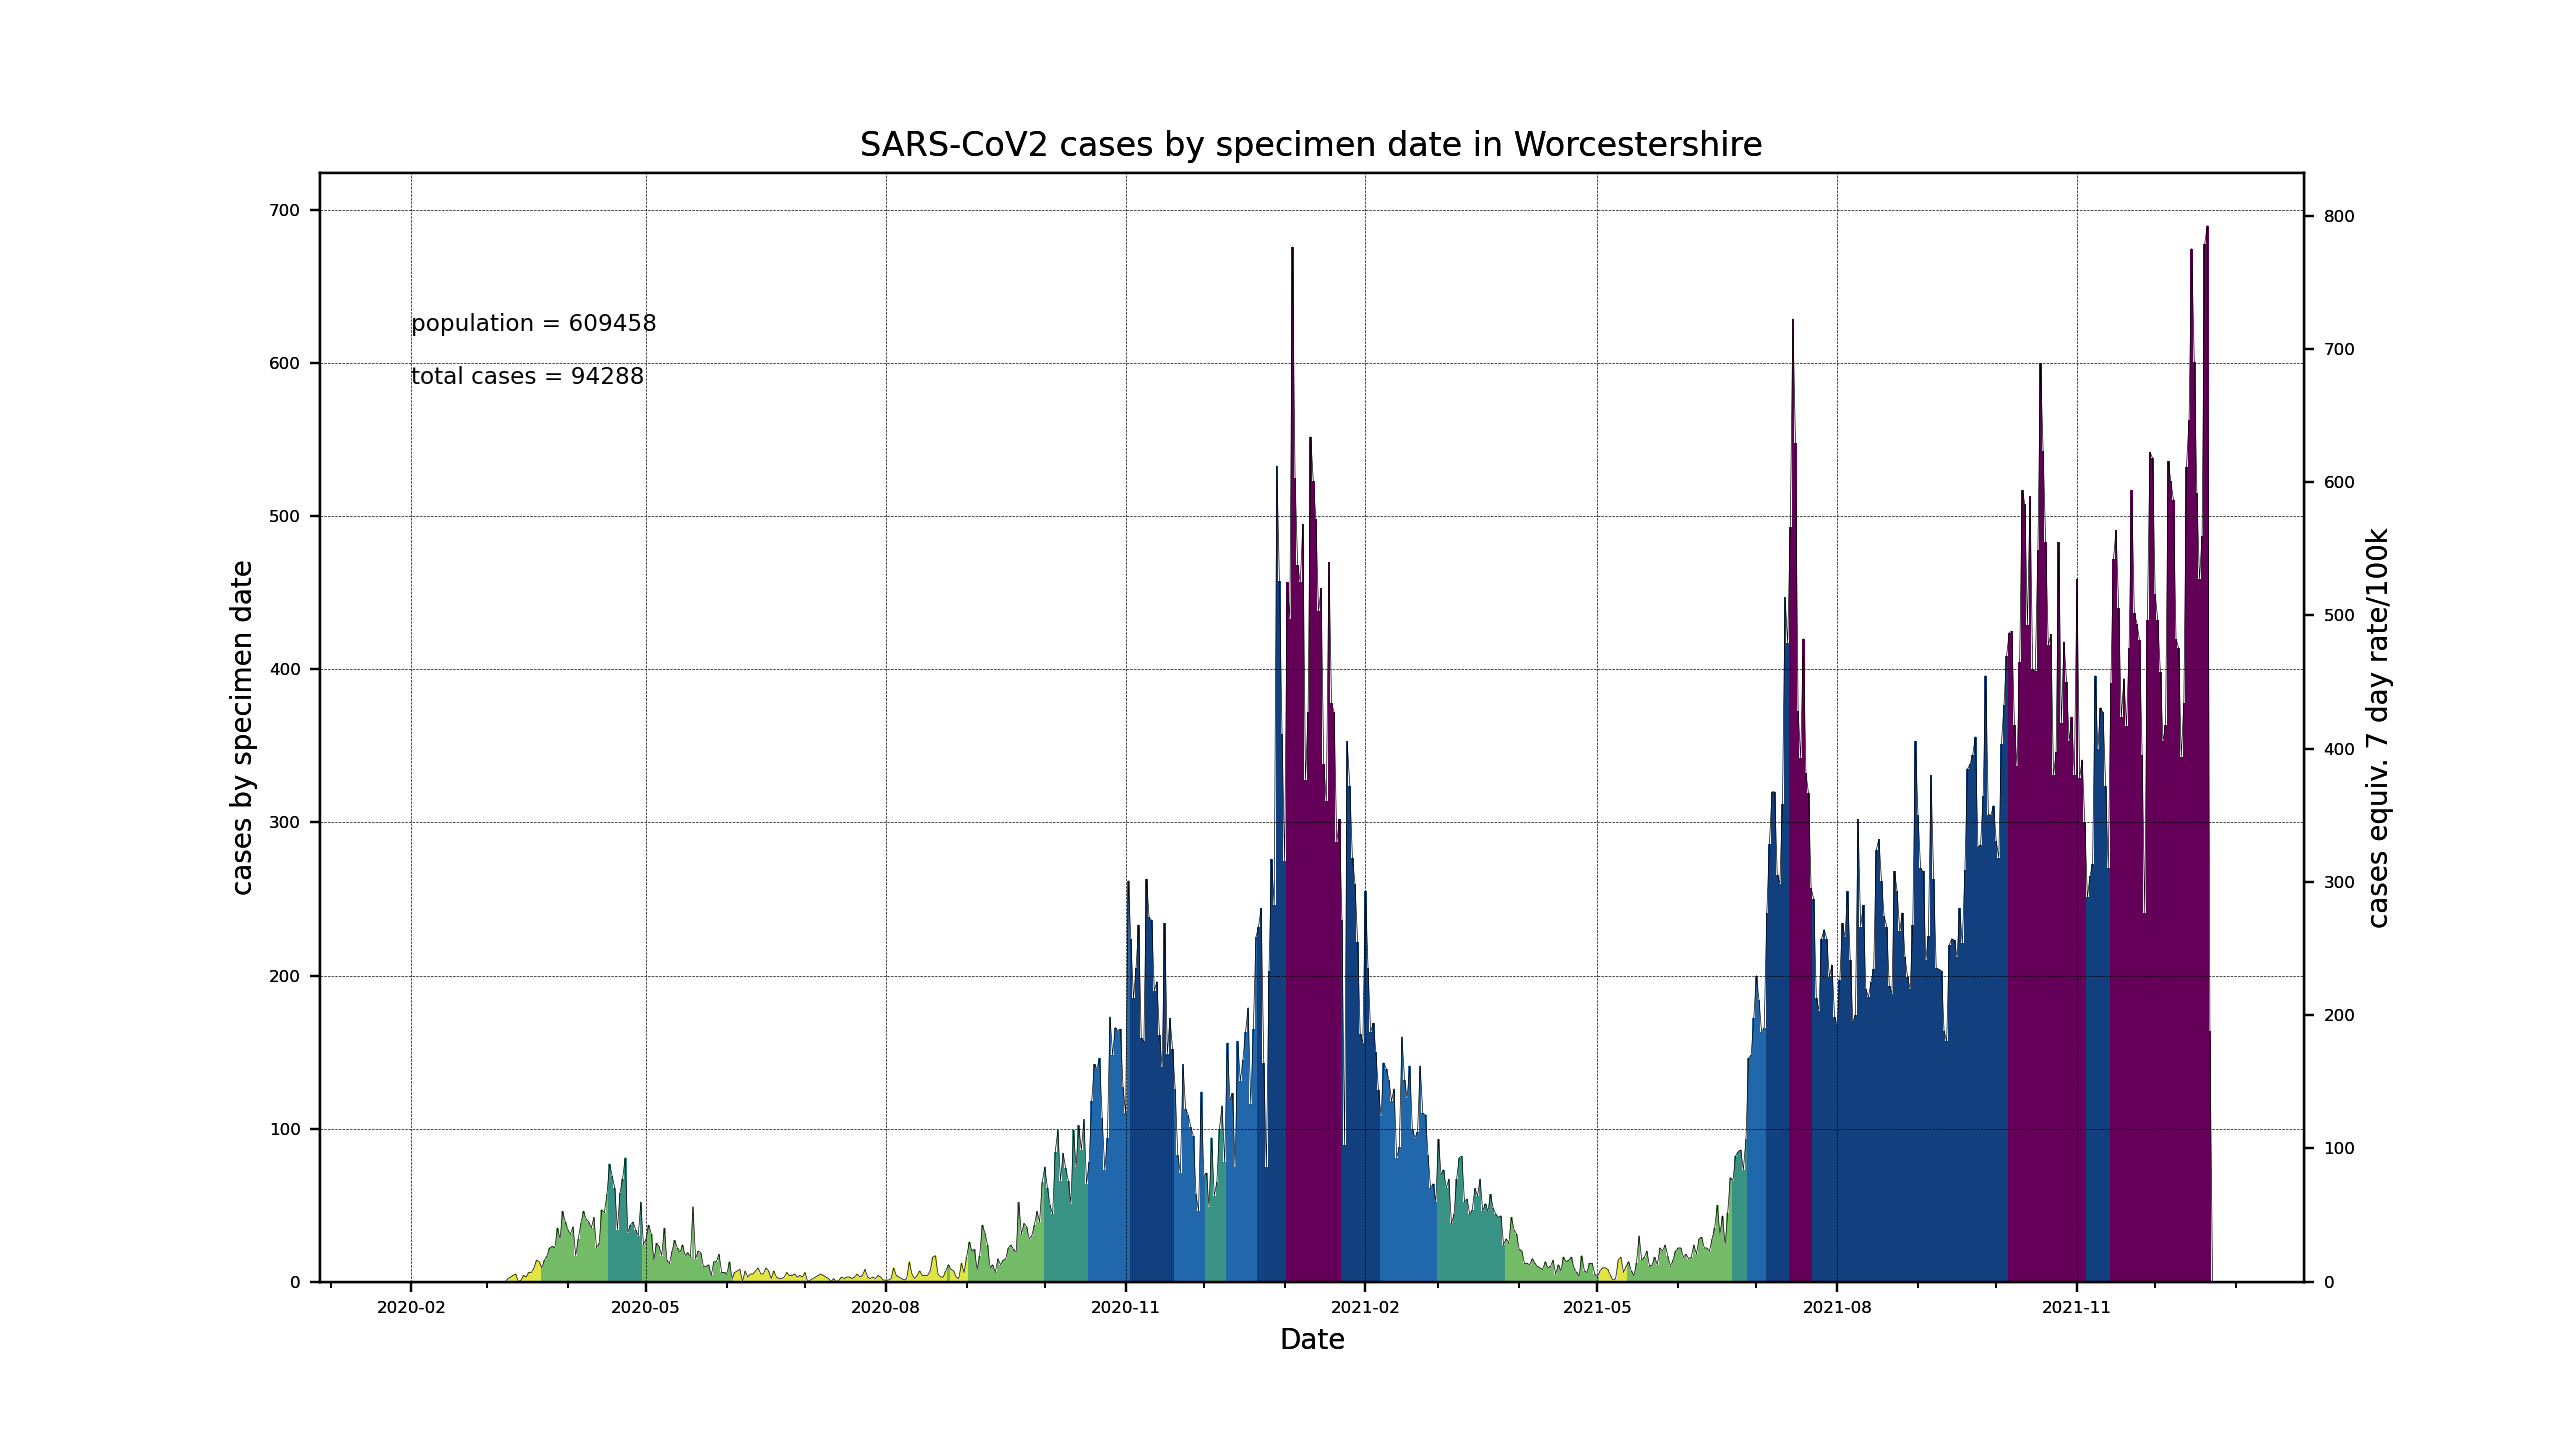 SARS-CoV2 cases by specimen date in Worcestershire
population = 609458
total cases = 94288
cases by specimen date
700
600
500
400
300
200
100
0
800
700
600
500
400
300
200
100
0
cases equiv. 7 day rate/100k
2020-02 2020-05 2020-08 2020-11 2021-02 2021-05 2021-08 2021-11
Date